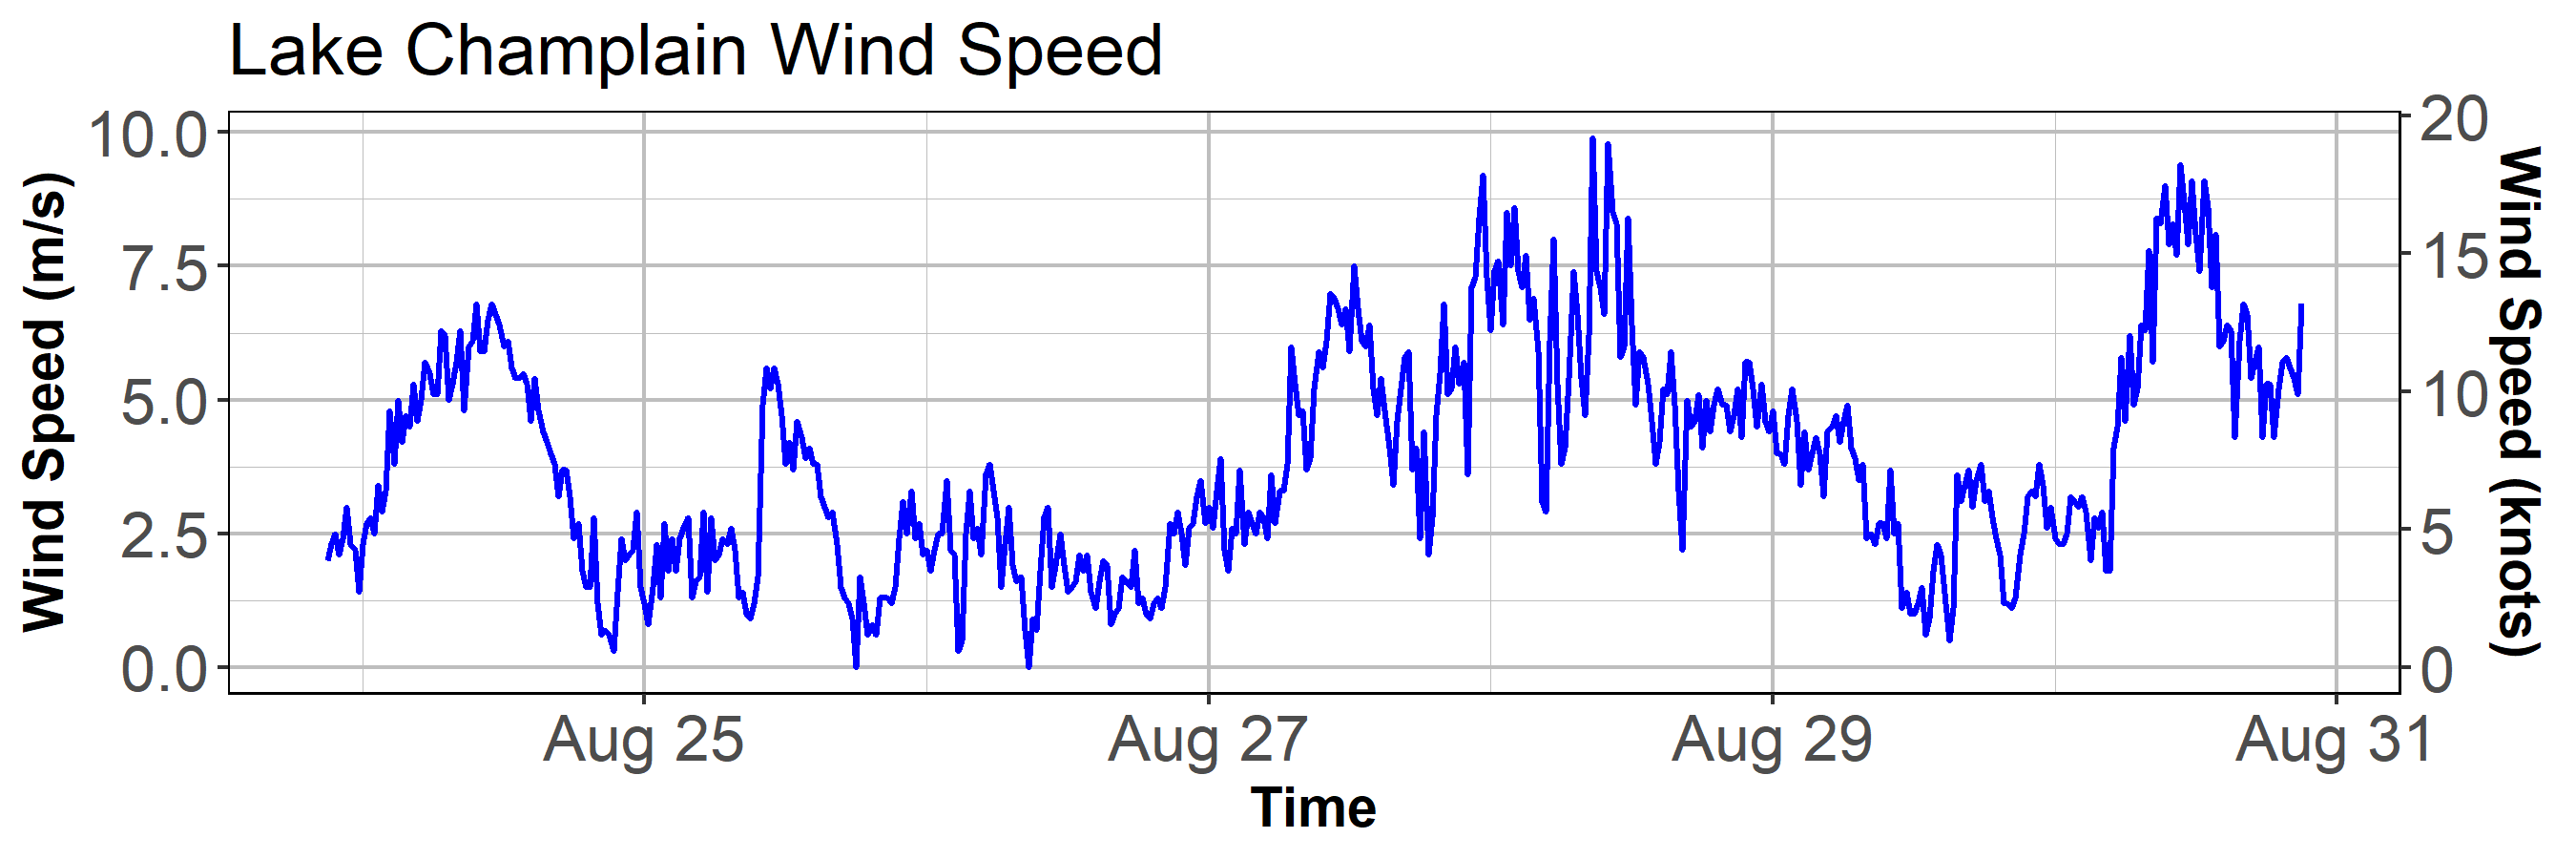 Lake Champlain Wind Speed
Wind Speed (m/s)
10.0
7.5
5.0
2.5
0.0
20
15
10
5
0
Wind Speed (knots)
Aug 25
Aug 27
Aug 29
Aug 31
Time